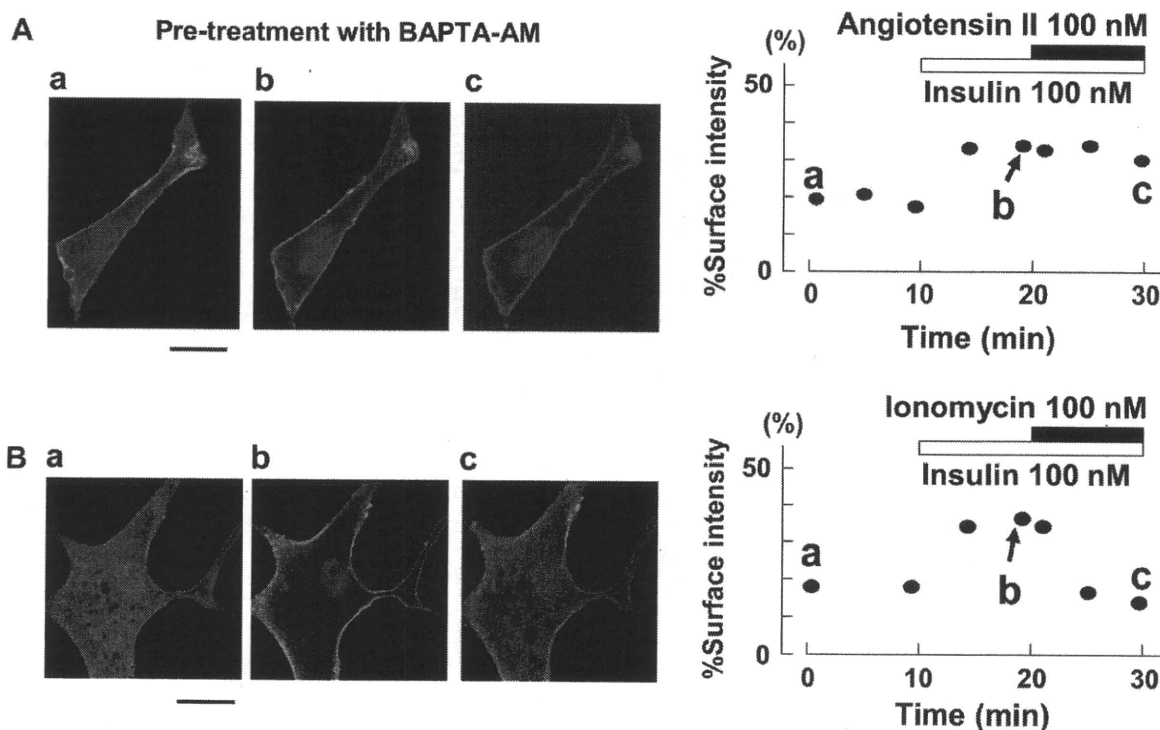 A
Pre-treatment with BAPTA-AM
a b c
(%)
Angiotensin II 100 nM
Insulin 100 nM
%Surface intensity
50
0
a
b
c
0 10 20 30
Time (min)
B
a b c
(%)
Ionomycin 100 nM
Insulin 100 nM
%Surface intensity
50
0
a
b
c
0 10 20 30
Time (min)